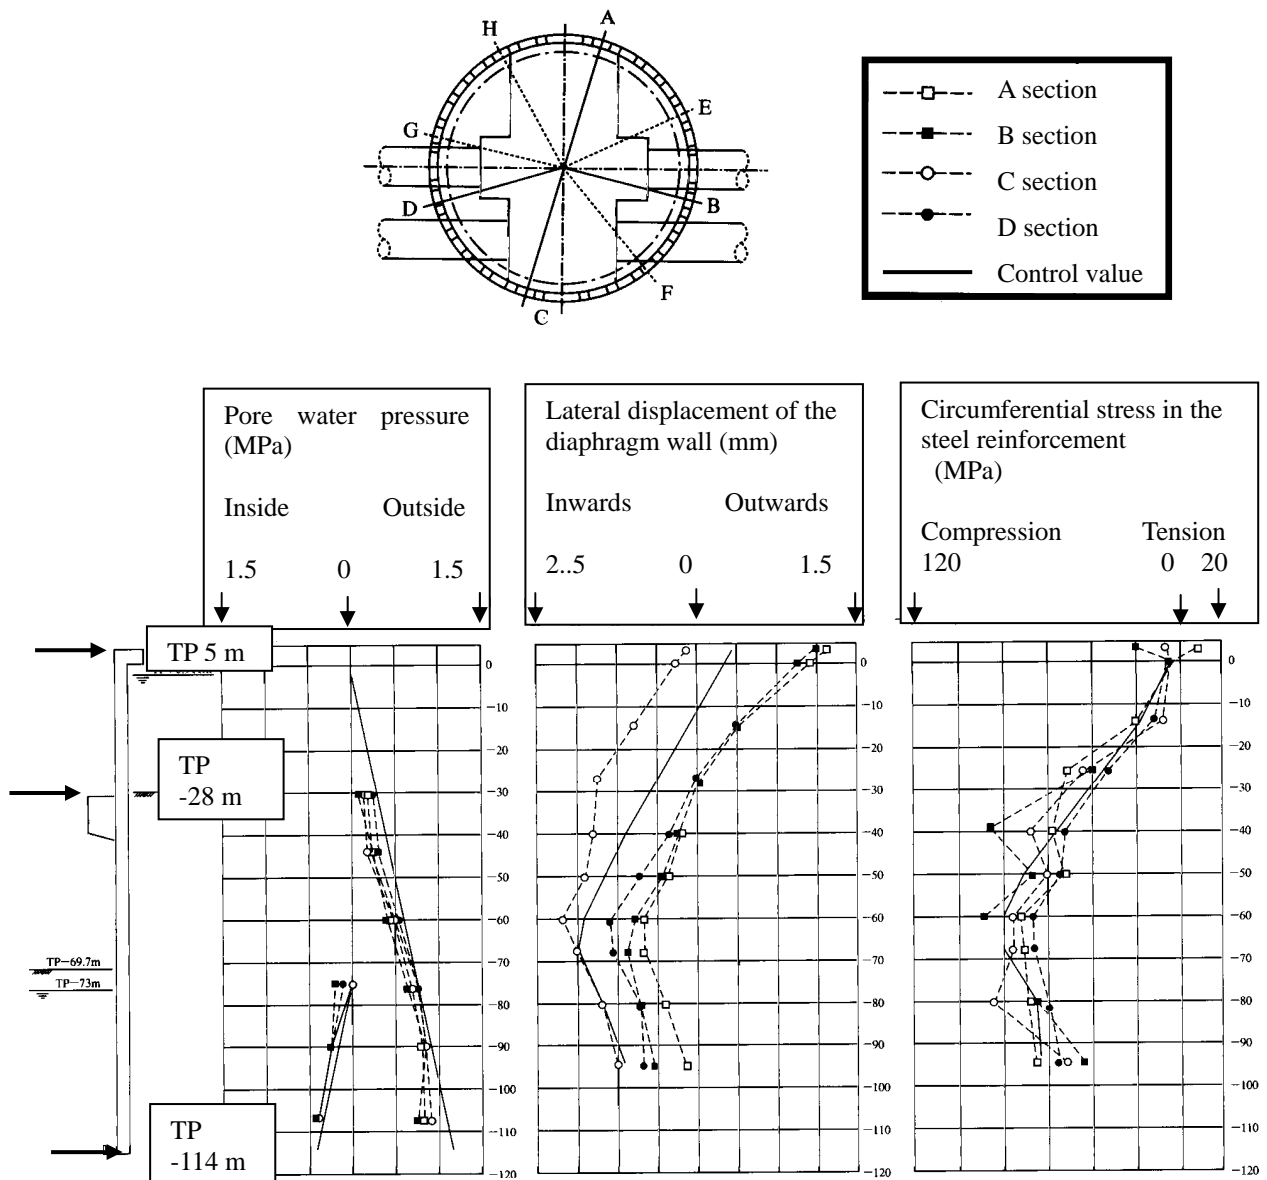 A
H
E
G
D
B
F
C
A section
B section
C section
D section
Control value
Pore water pressure
(MPa)
Inside Outside
1.5 0 1.5
Lateral displacement of the
diaphragm wall (mm)
Inwards Outwards
2..5 0 1.5
Circumferential stress in the
steel reinforcement
(MPa)
Compression Tension
120 0 20
TP 5 m
TP
-28 m
TP-69.7m
TP-73m
TP
-114 m
0
-10
-20
-30
-40
-50
-60
-70
-80
-90
-100
-110
-120
0
-10
-20
-30
-40
-50
-60
-70
-80
-90
-100
-110
-120
0
-10
-20
-30
-40
-50
-60
-70
-80
-90
-100
-110
-120